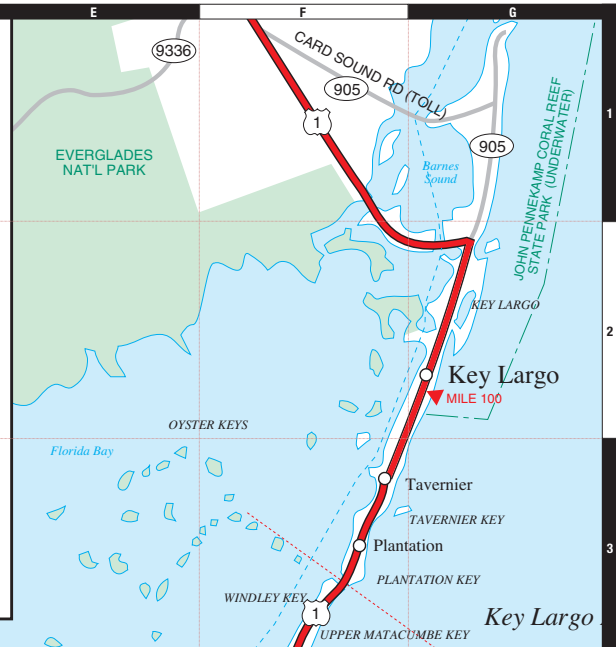 E
F
G
9336
CARD SOUND RD (TOLL)
905
1
1
EVERGLADES
NAT'L PARK
905
Barnes
Sound
JOHN PENNEKAMP CORAL REEF
STATE PARK (UNDERWATER)
KEY LARGO
2
Key Largo
MILE 100
OYSTER KEYS
Florida Bay
Tavernier
TAVERNIER KEY
Plantation
3
PLANTATION KEY
WINDLEY KEY
1
Key Largo
UPPER MATACUMBE KEY